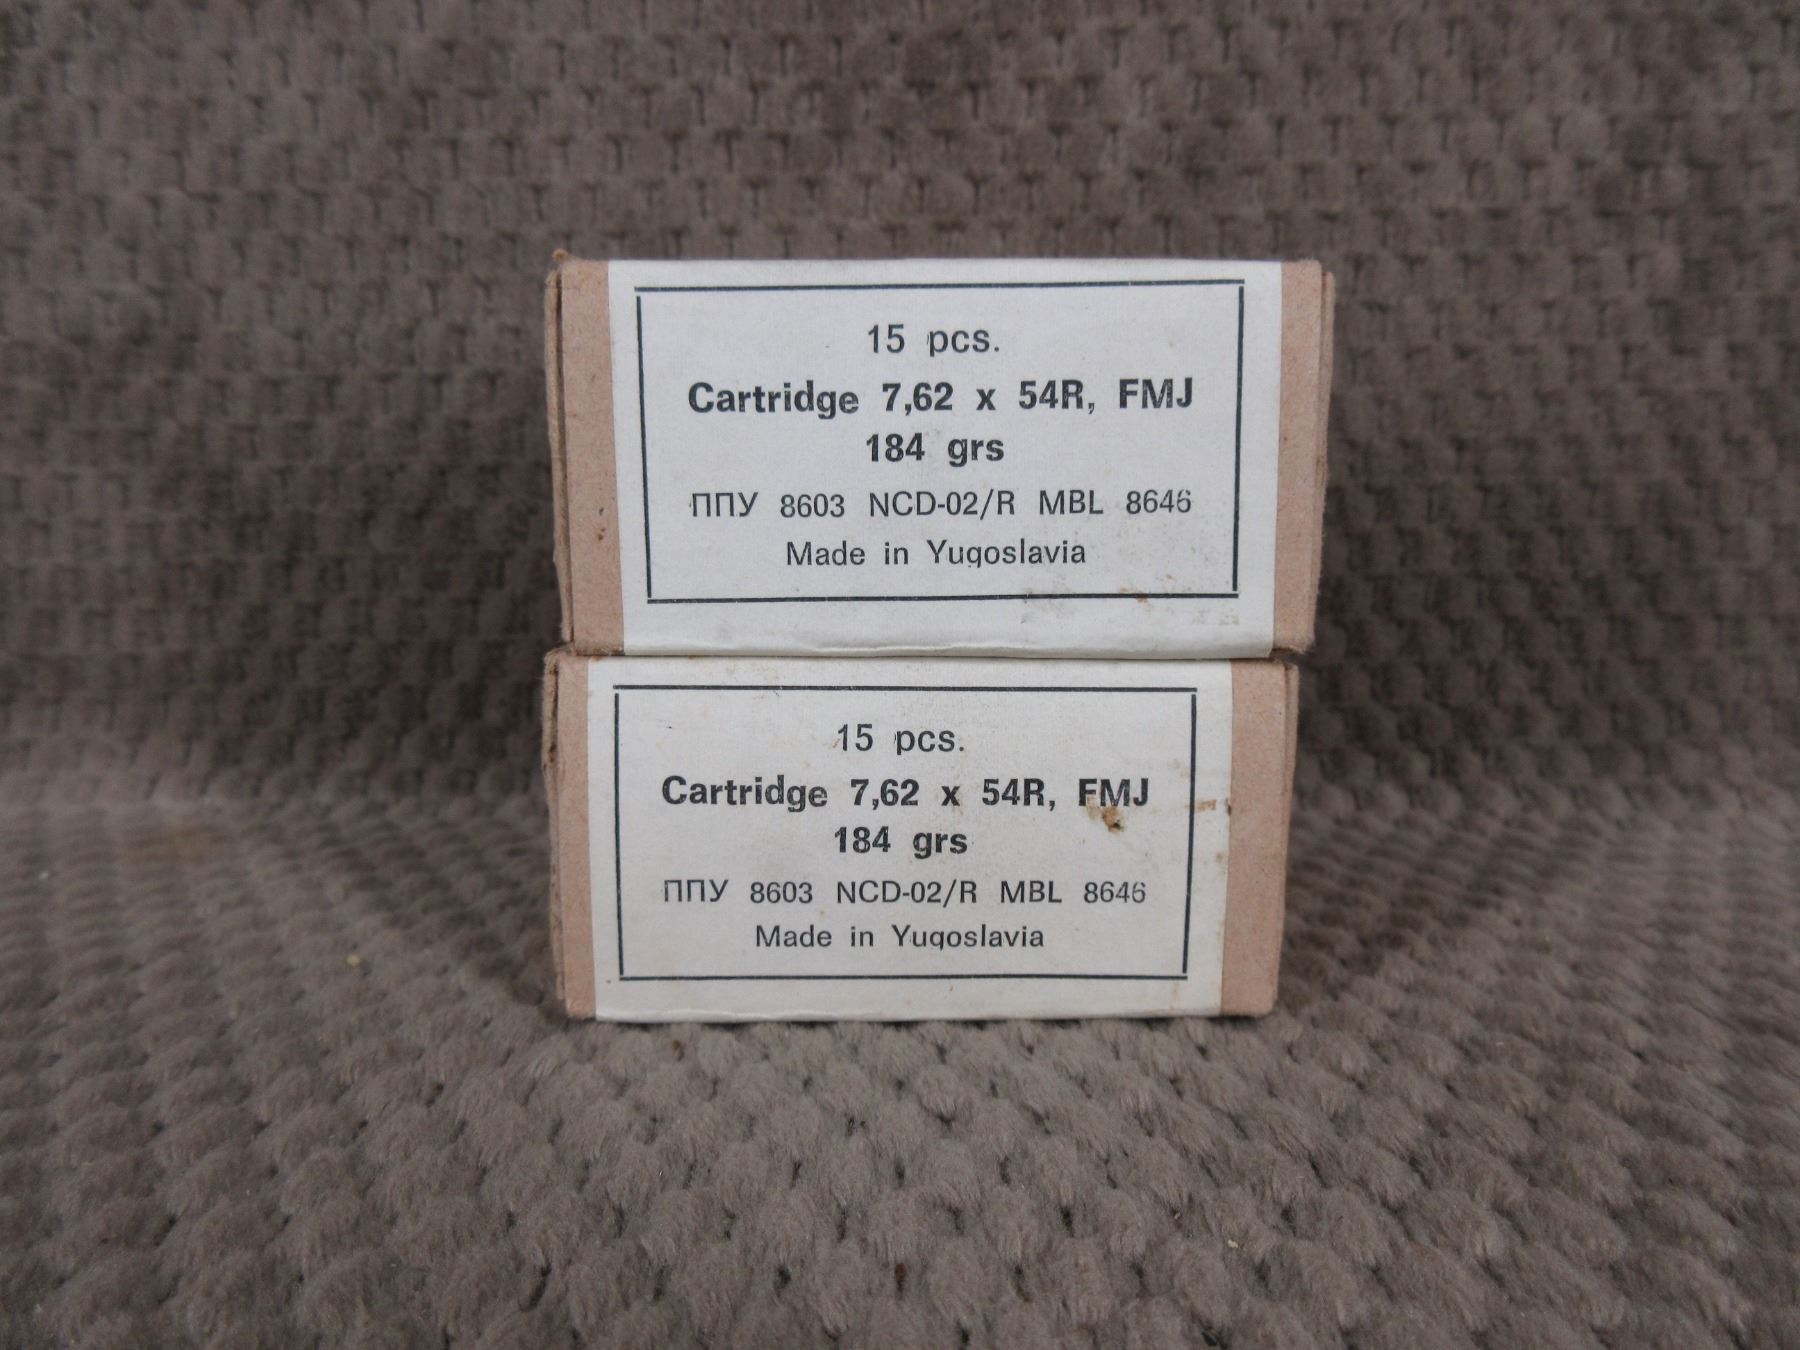 15 pcs.
Cartridge 7,62 x 54R, FMJ
184 grs
ППУ 8603 NCD-02/R MBL 8646
Made in Yugoslavia
15 pcs.
Cartridge 7,62 x 54R, FMJ
184 grs
ППУ 8603 NCD-02/R MBL 8646
Made in Yugoslavia